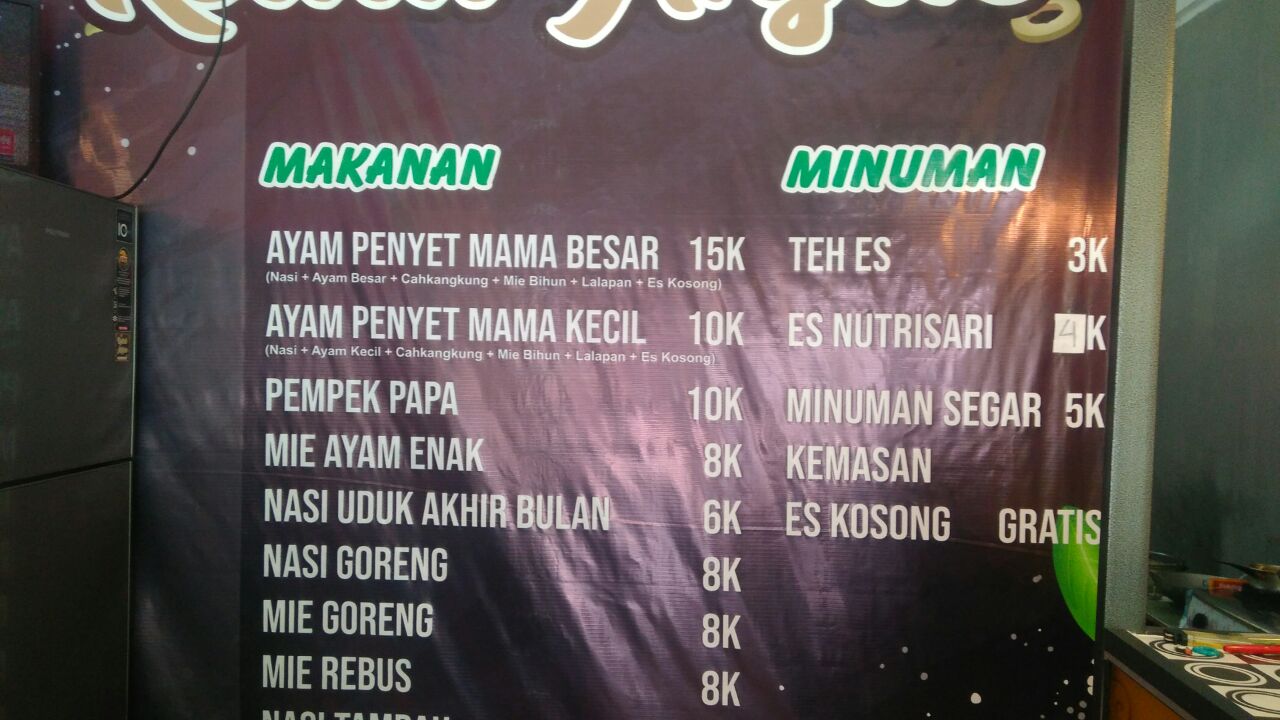 MAKANAN
AYAM PENYET MAMA BESAR 15K
(Nasi + Ayam Besar + Cahkangkung + Mie Bihun + Lalapan + Es Kosong)
AYAM PENYET MAMA KECIL 10K
(Nasi + Ayam Kecil + Cahkangkung + Mie Bihun + Lalapan + Es Kosong)
PEMPEK PAPA 10K
MIE AYAM ENAK 8K
NASI UDUK AKHIR BULAN 6K
NASI GORENG 8K
MIE GORENG 8K
MIE REBUS 8K
MINUMAN
TEH ES 3K
ES NUTRISARI 4K
MINUMAN SEGAR 5K
KEMASAN
ES KOSONG GRATIS